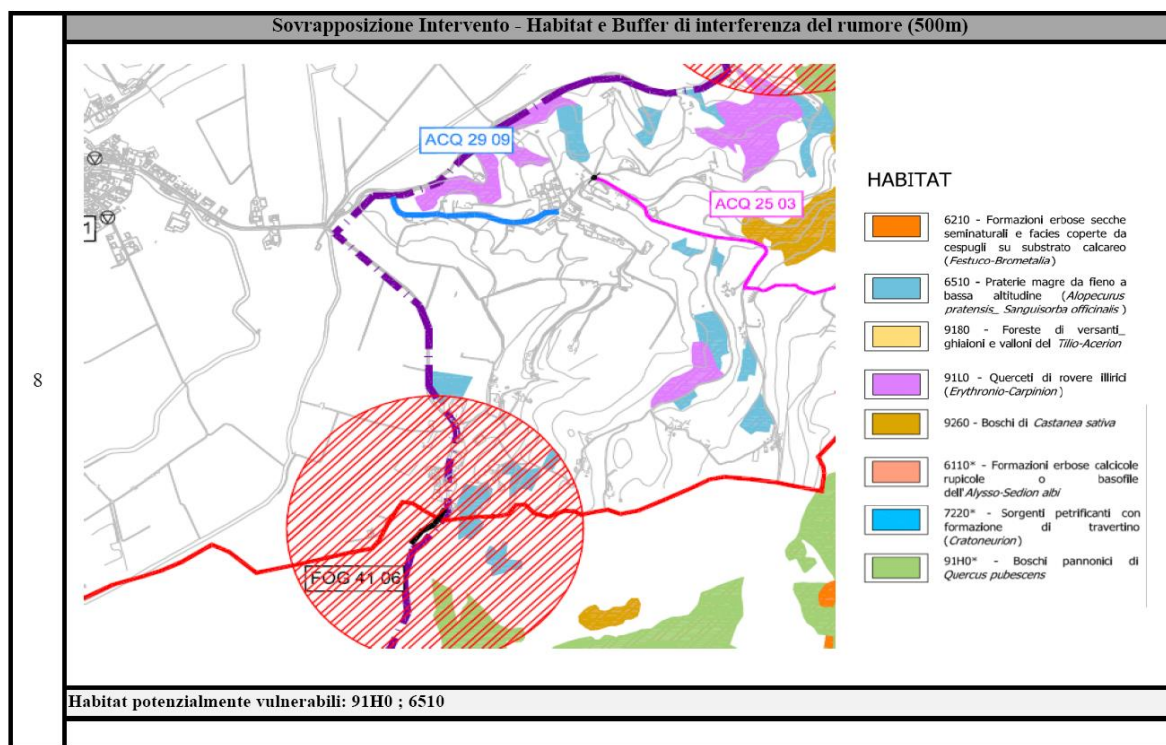 Sovrapposizione Intervento - Habitat e Buffer di interferenza del rumore (500m)
8
ACQ 29 09
ACQ 25 03
1
FOG 41 06
HABITAT
6210 - Formazioni erbose secche
seminaturali e facies coperte da
cespugli su substrato calcareo
(Festuco-Brometalia)
6510 - Praterie magre da fieno a
bassa altitudine (Alopecurus
pratensis_ Sanguisorba officinalis)
9180 - Foreste di versanti_
ghiaioni e valloni del Tilio-Acerion
91L0 - Querceti di rovere illirici
(Erythronio-Carpinion)
9260 - Boschi di Castanea sativa
6110* - Formazioni erbose calcicole
rupicole o basofile
dell'Alysso-Sedion albi
7220* - Sorgenti petrificanti con
formazione di travertino
(Cratoneurion)
91H0* - Boschi pannonici di
Quercus pubescens
Habitat potenzialmente vulnerabili: 91H0 ; 6510